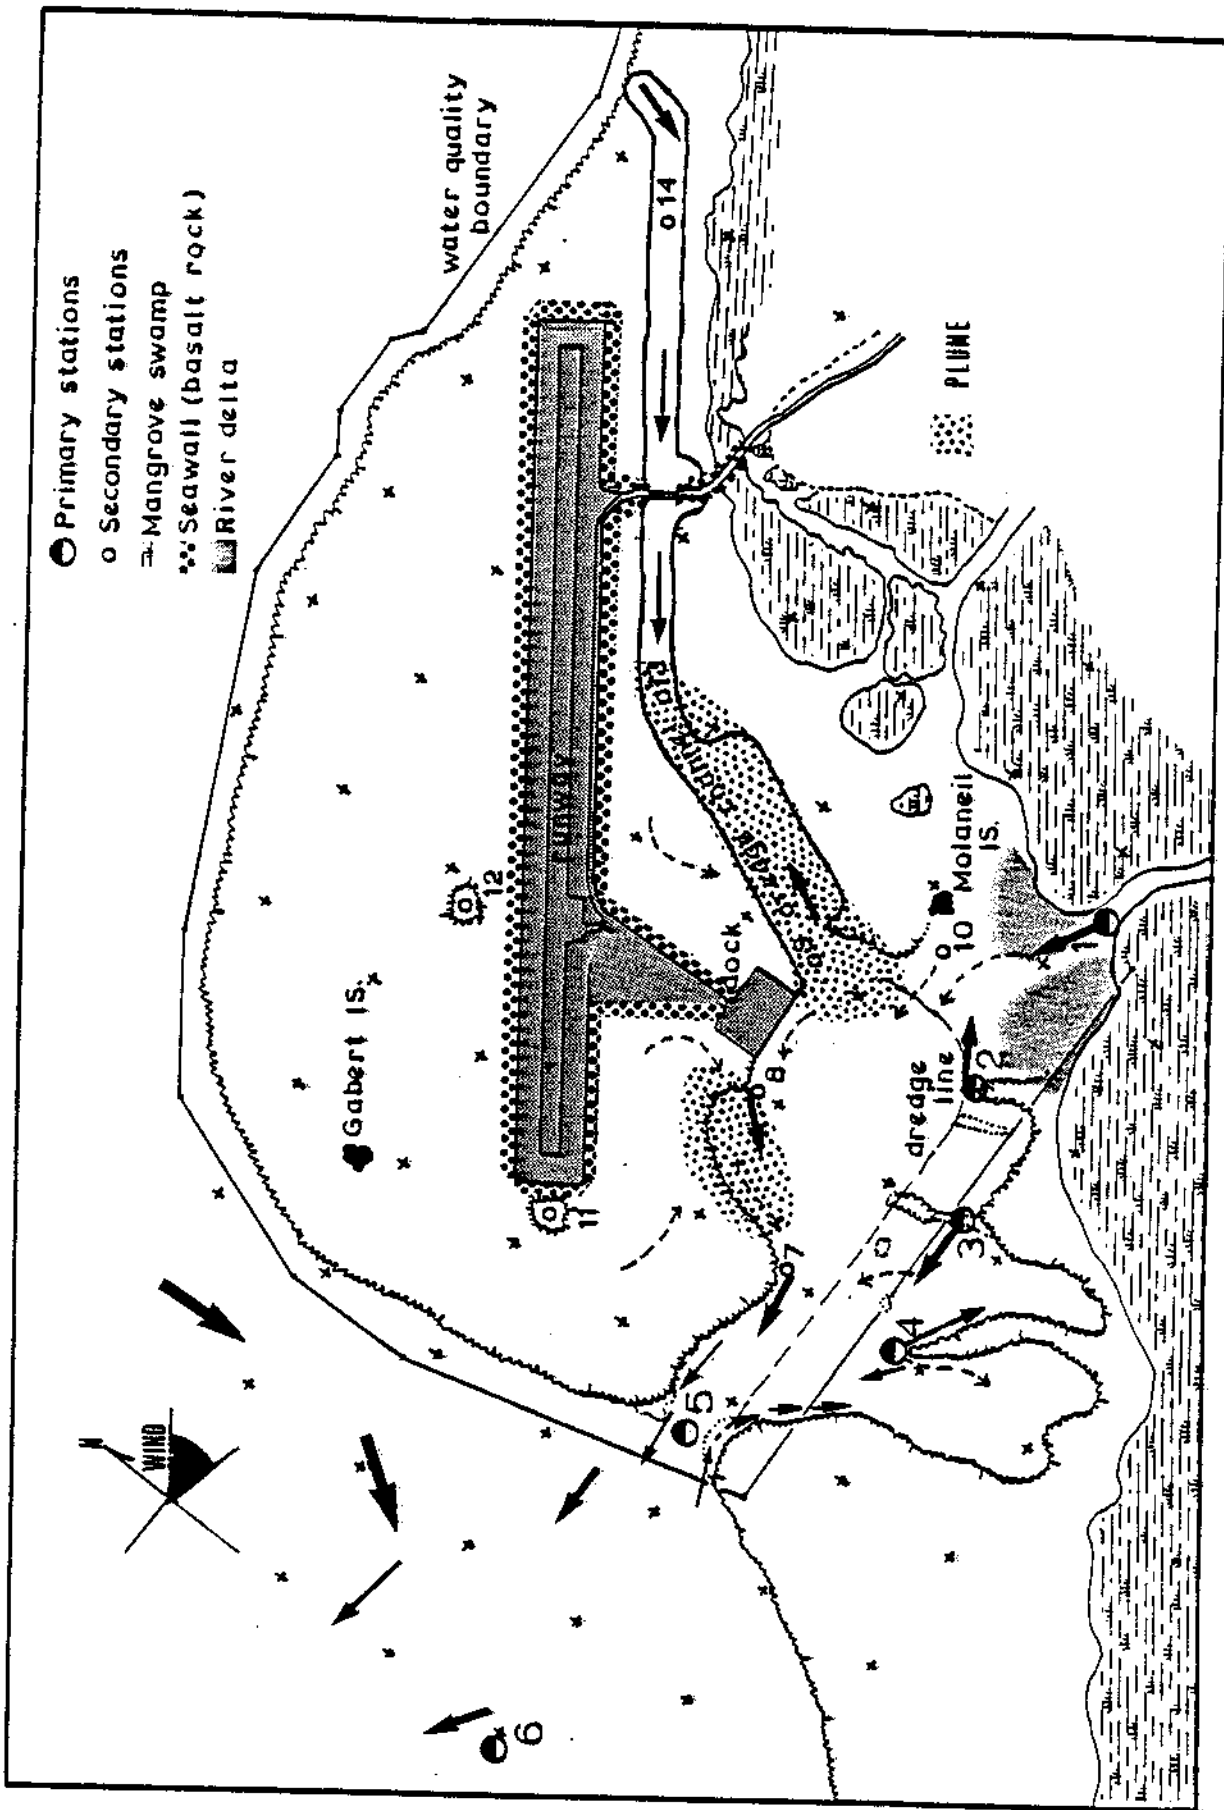 Primary stations
o Secondary stations
Mangrove swamp
Seawall (basalt rock)
River delta
water quality
boundary
N
WIND
Gabert IS.
runway
12
11
dock
14
PLUME
10
Molaneil
IS.
dredge
line
1
2
3
4
5
6
7
8
9